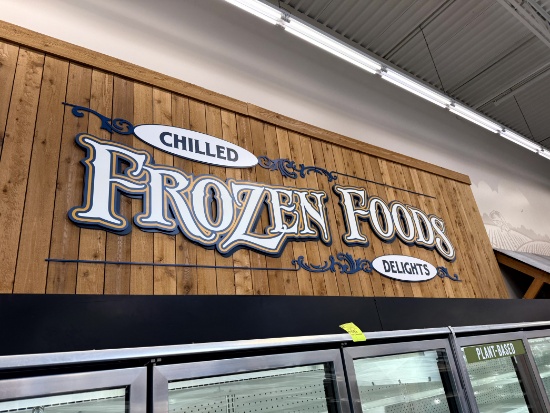 CHILLED
FROZEN FOODS
DELIGHTS
PLANT-BASED